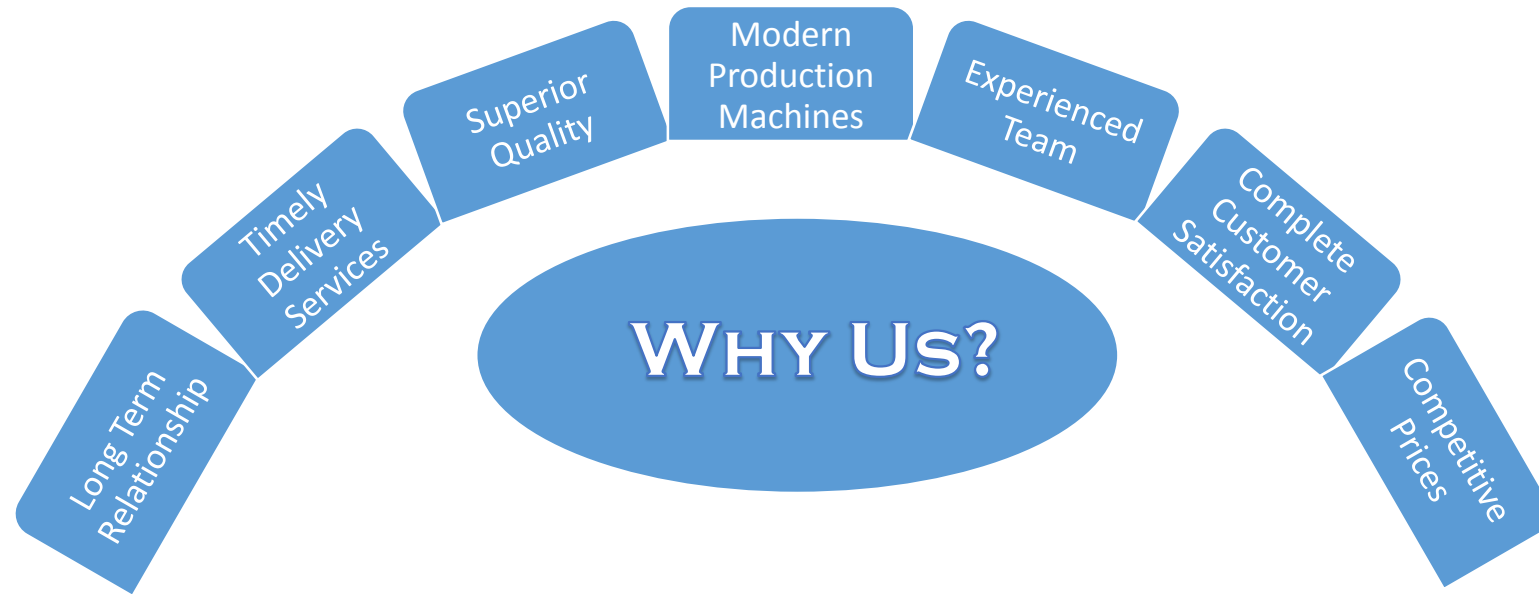 Long Term
Relationship
Timely
Delivery
Services
Superior
Quality
Modern
Production
Machines
Experienced
Team
Complete
Customer
Satisfaction
Competitive
Prices
WHY US?